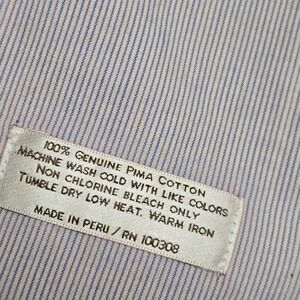 100% GENUINE PIMA COTTON
MACHINE WASH COLD WITH LIKE COLORS
NON CHLORINE BLEACH ONLY
TUMBLE DRY LOW HEAT. WARM IRON
MADE IN PERU / RN 100308